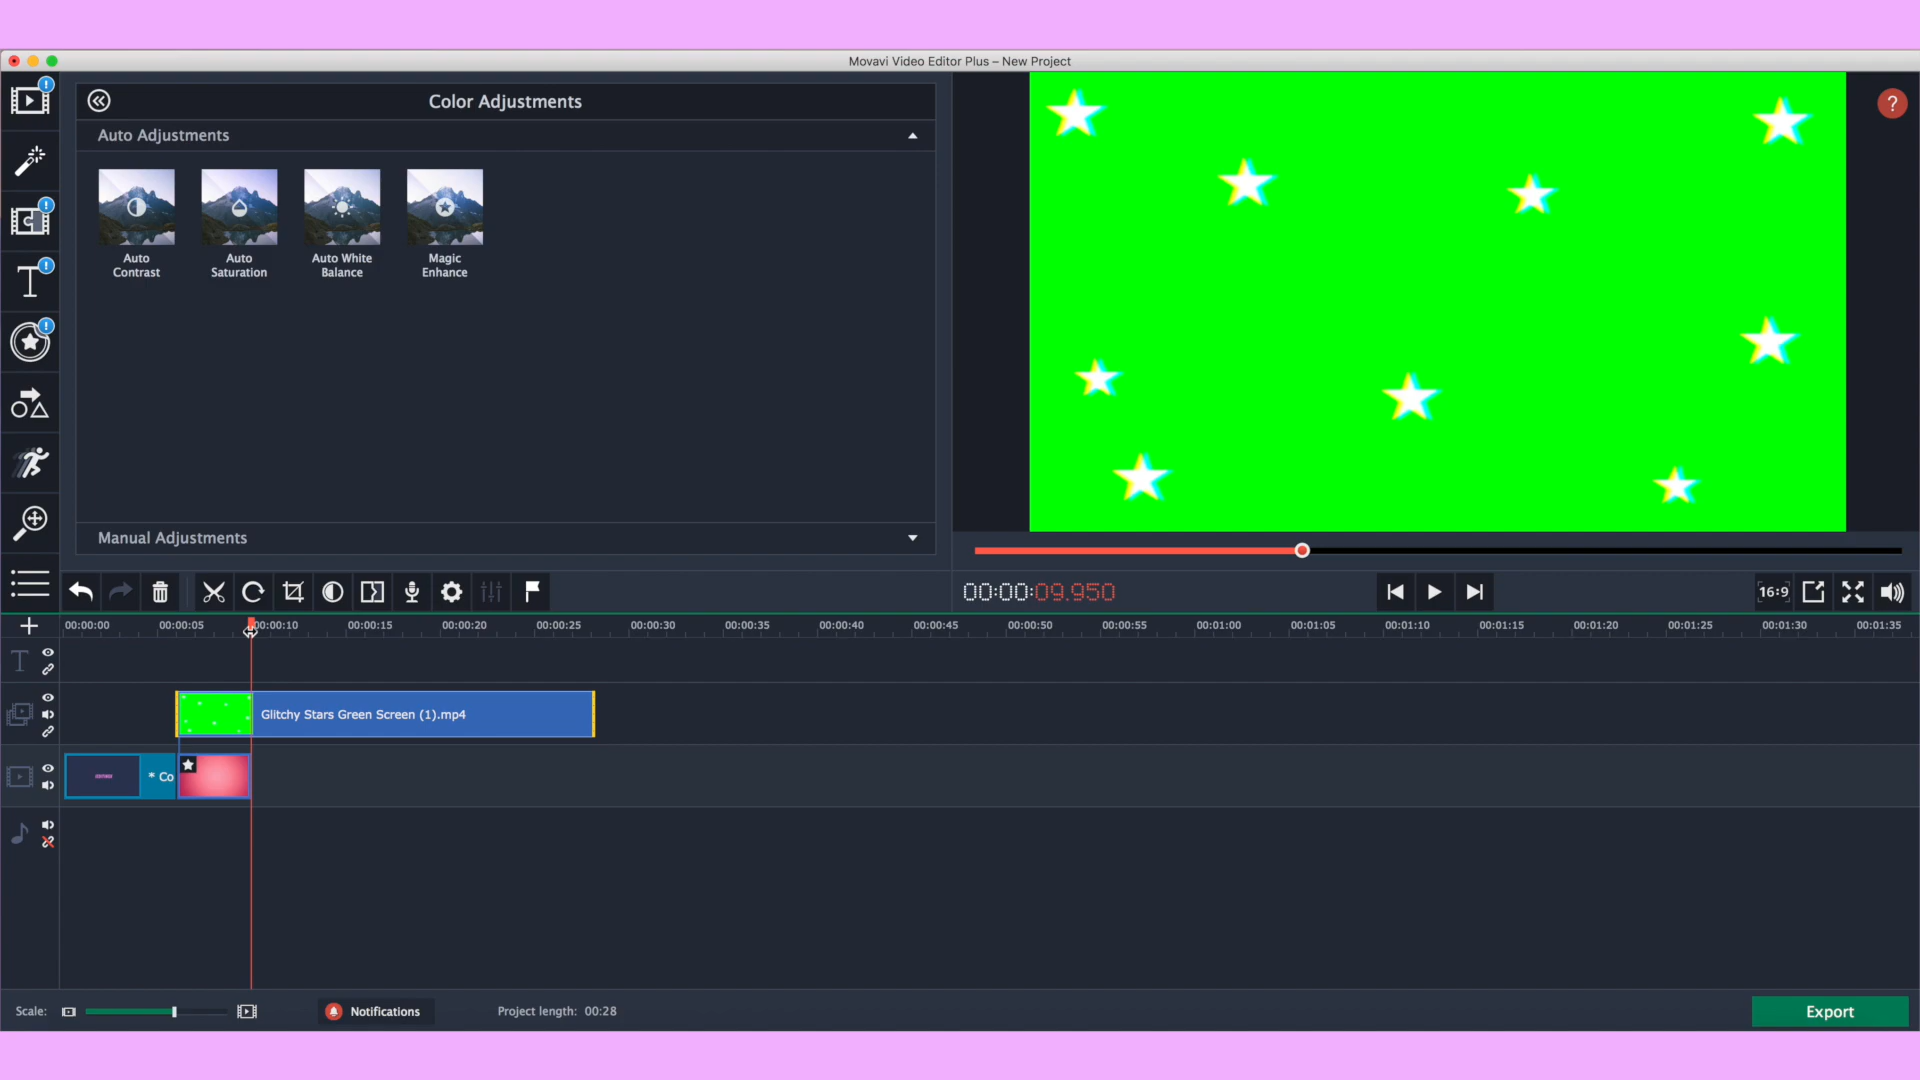 Movavi Video Editor Plus – New Project
Color Adjustments
Auto Adjustments
Auto Contrast
Auto Saturation
Auto White Balance
Magic Enhance
Manual Adjustments
?
00:00:09.950
16:9
00:00:00 00:00:05 00:00:10 00:00:15 00:00:20 00:00:25 00:00:30 00:00:35 00:00:40 00:00:45 00:00:50 00:00:55 00:01:00 00:01:05 00:01:10 00:01:15 00:01:20 00:01:25 00:01:30 00:01:35
Glitchy Stars Green Screen (1).mp4
* Co
Scale:
Notifications
Project length: 00:28
Export